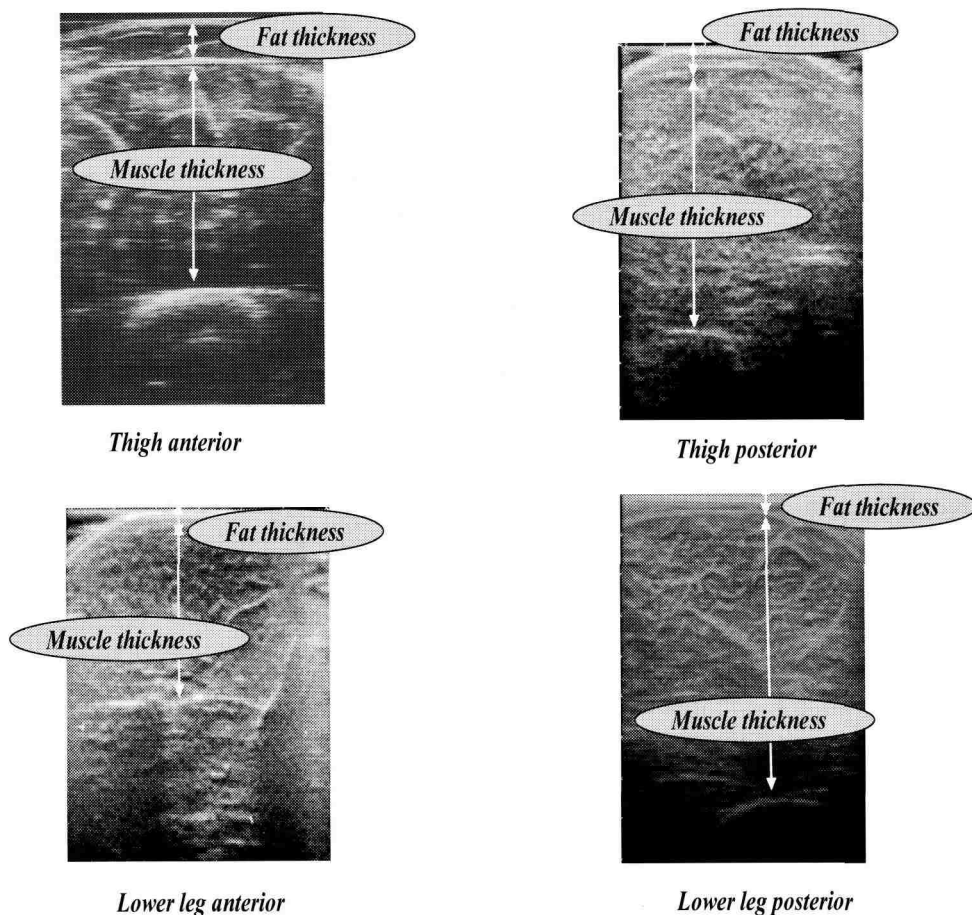 Fat thickness
Muscle thickness
Thigh anterior
Fat thickness
Muscle thickness
Thigh posterior
Fat thickness
Muscle thickness
Lower leg anterior
Fat thickness
Muscle thickness
Lower leg posterior